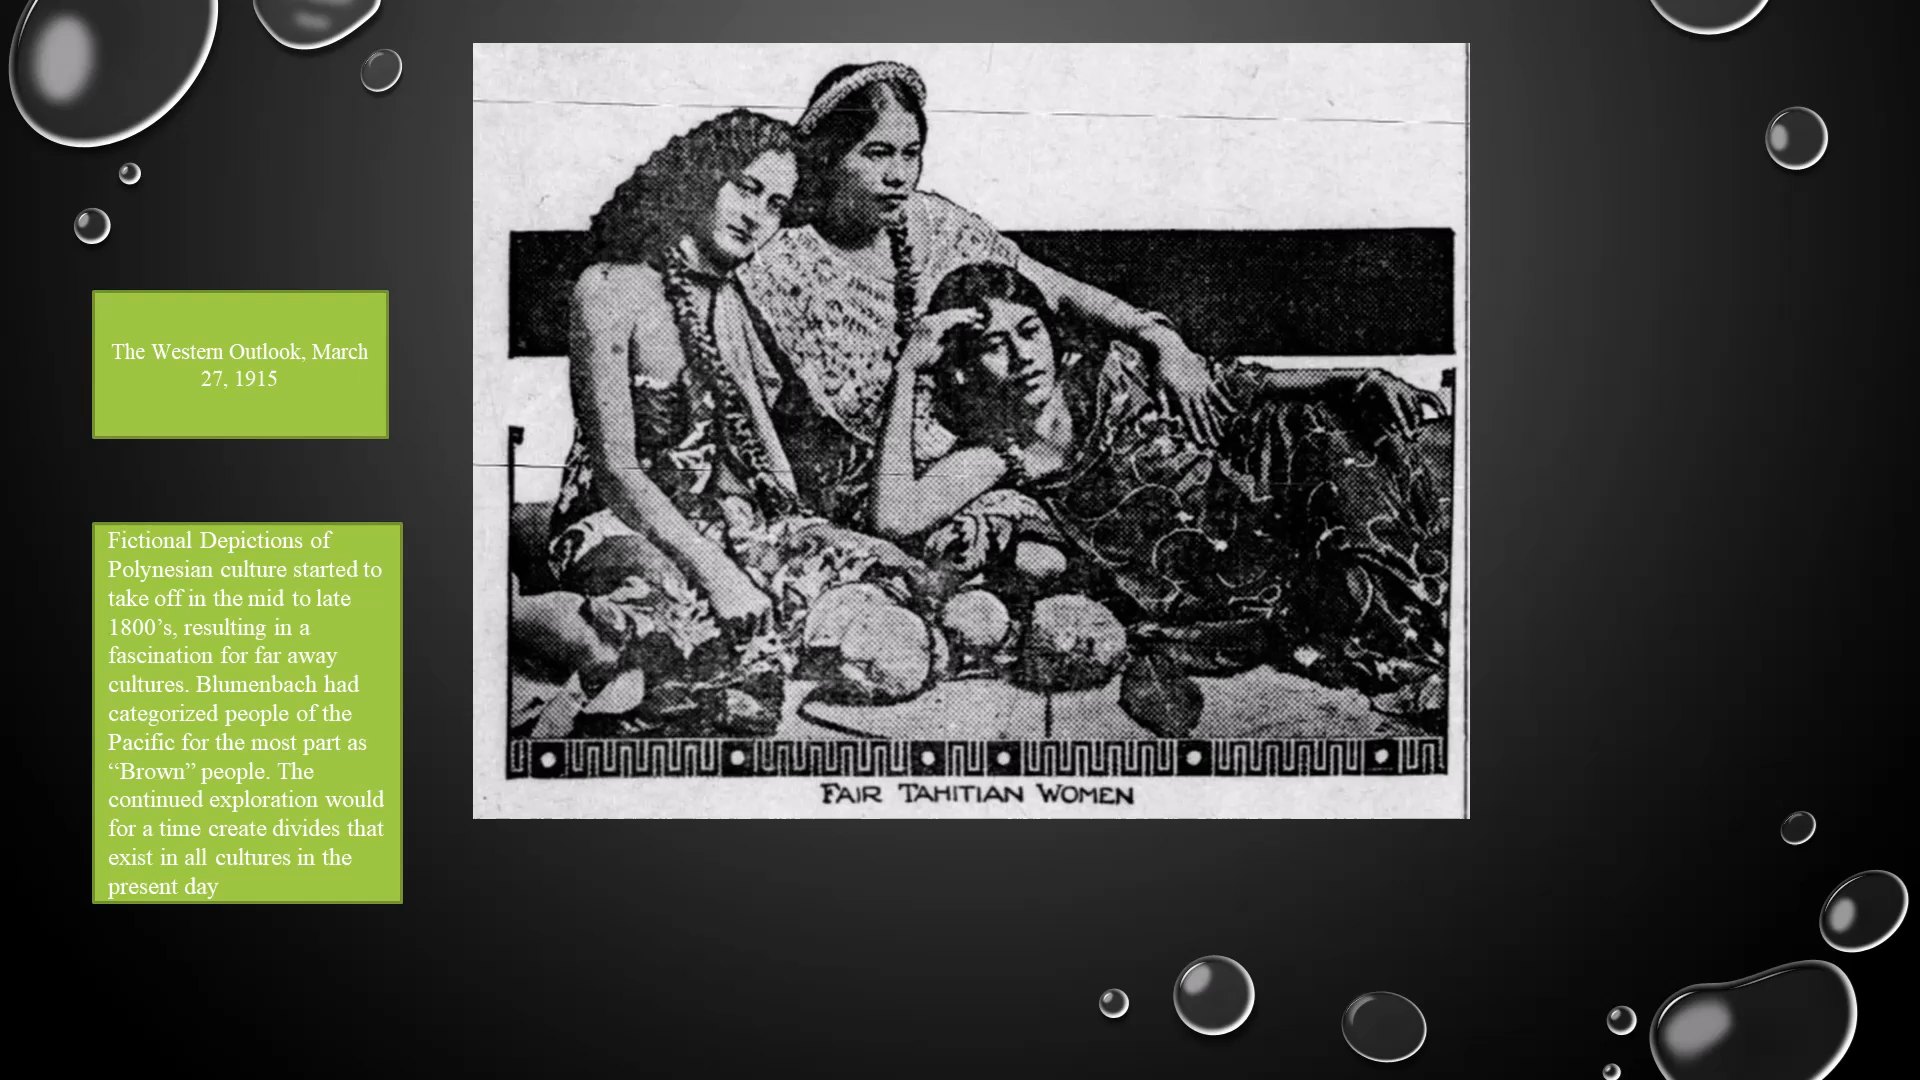 The Western Outlook, March
27, 1915
Fictional Depictions of
Polynesian culture started to
take off in the mid to late
1800’s, resulting in a
fascination for far away
cultures. Blumenbach had
categorized people of the
Pacific for the most part as
“Brown” people. The
continued exploration would
for a time create divides that
exist in all cultures in the
present day
FAIR TAHITIAN WOMEN